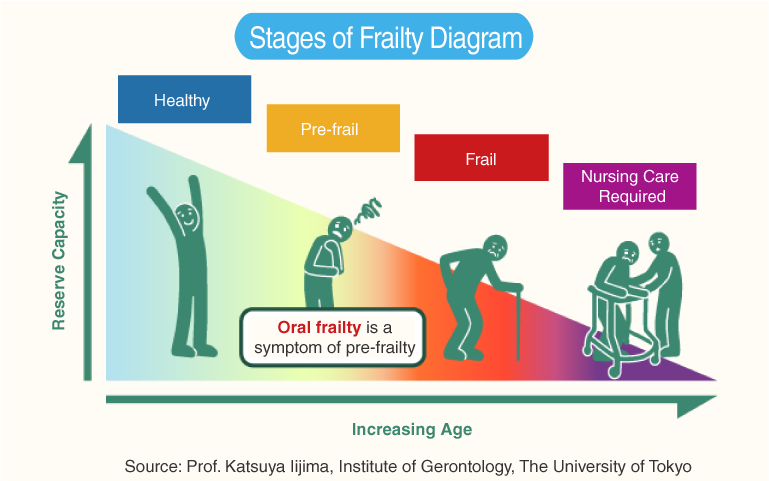 Stages of Frailty Diagram
Healthy
Pre-frail
Frail
Nursing Care
Required
Reserve Capacity
Oral frailty is a
symptom of pre-frailty
Increasing Age
Source: Prof. Katsuya Iijima, Institute of Gerontology, The University of Tokyo